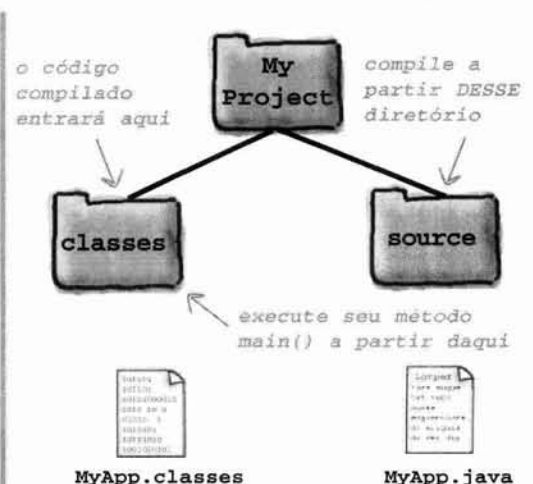 o código
compilado
entrará aqui
My
Project
compile a
partir DESSE
diretório
classes
source
execute seu método
main() a partir daqui
MyApp.classes
MyApp.java